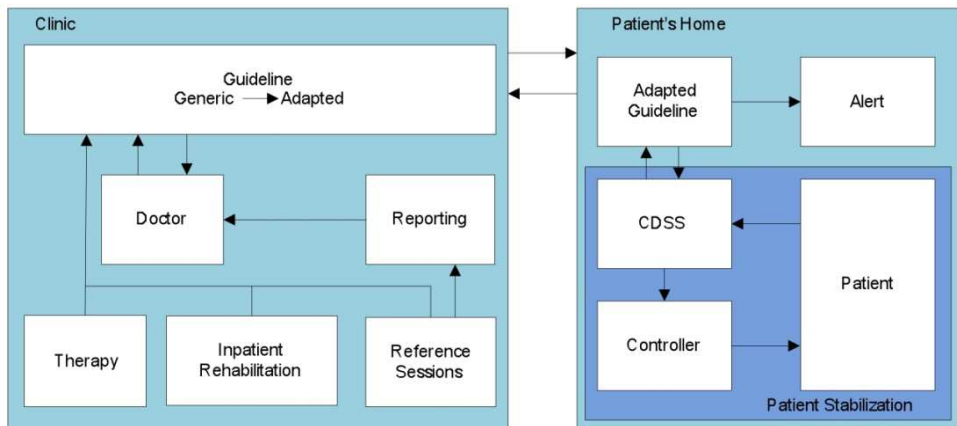 Clinic
Guideline
Generic Adapted
Doctor
Reporting
Therapy
Inpatient
Rehabilitation
Reference
Sessions
Patient's Home
Adapted
Guideline
Alert
CDSS
Patient
Controller
Patient Stabilization